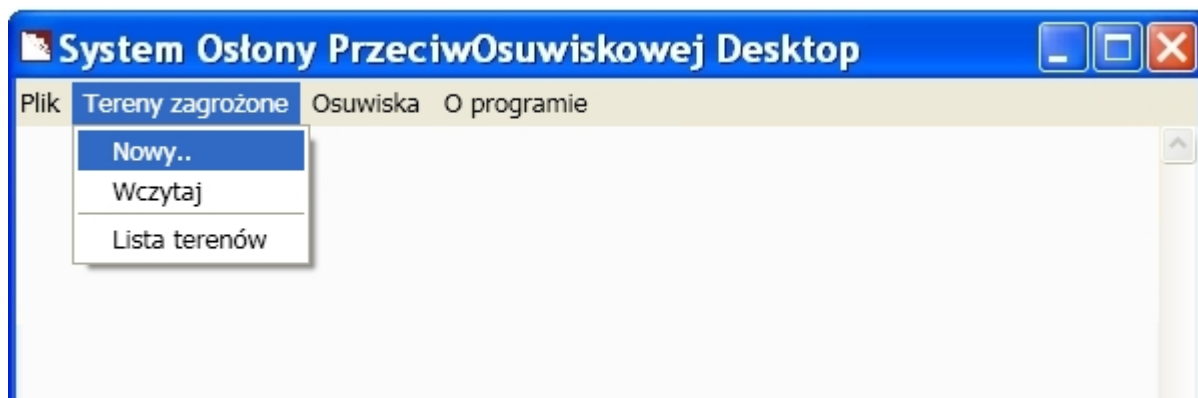 System Osłony PrzeciwOsuwiskowej Desktop
Plik Tereny zagrożone Osuwiska O programie
Nowy..
Wczytaj
Lista terenów